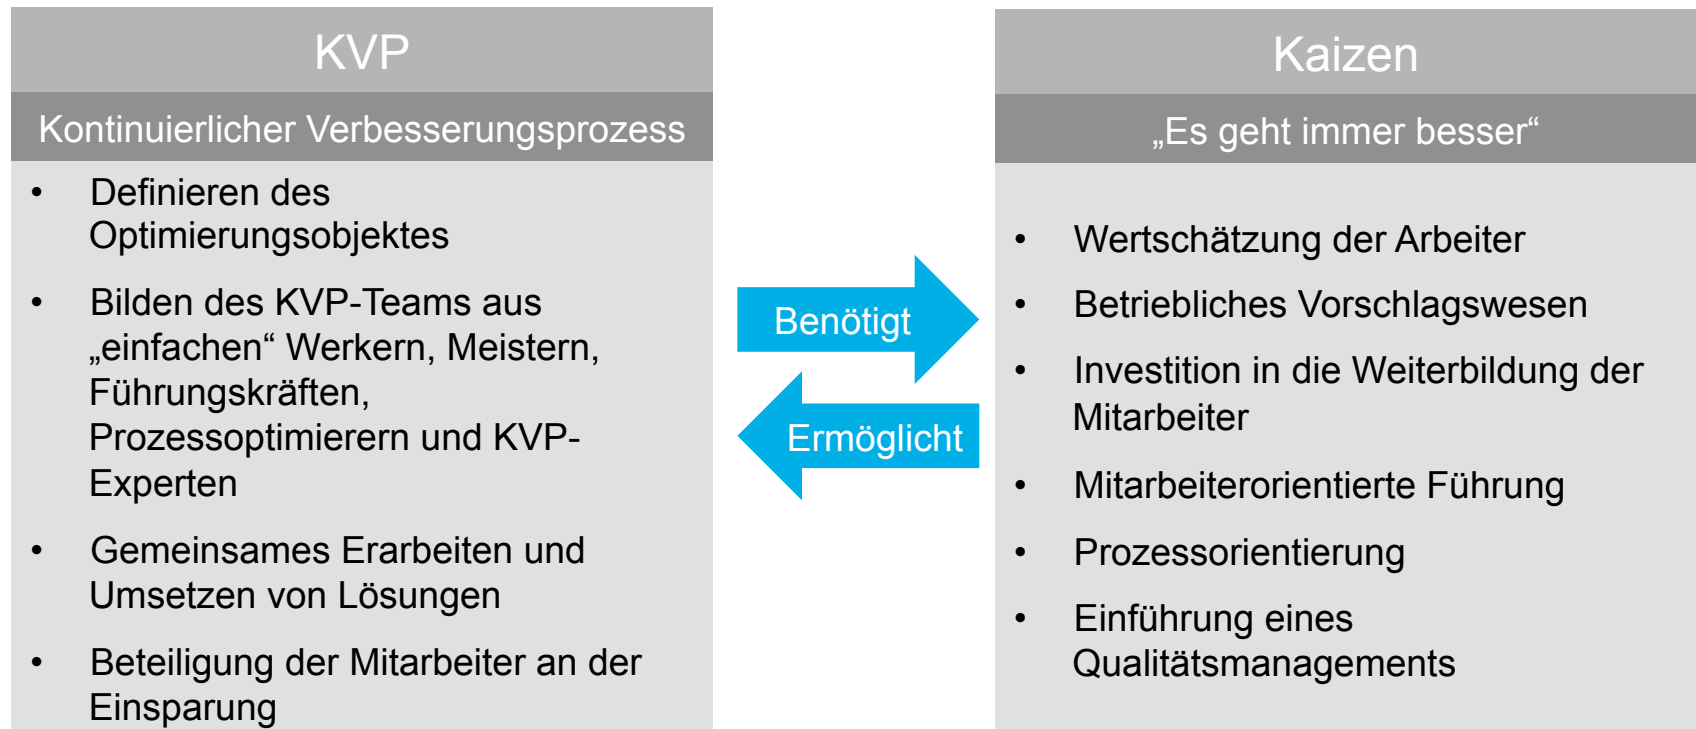 KVP
Kontinuierlicher Verbesserungsprozess
• Definieren des
Optimierungsobjektes
• Bilden des KVP-Teams aus
„einfachen“ Werkern, Meistern,
Führungskräften,
Prozessoptimierern und KVP-
Experten
• Gemeinsames Erarbeiten und
Umsetzen von Lösungen
• Beteiligung der Mitarbeiter an der
Einsparung
Benötigt
Ermöglicht
Kaizen
„Es geht immer besser“
• Wertschätzung der Arbeiter
• Betriebliches Vorschlagswesen
• Investition in die Weiterbildung der
Mitarbeiter
• Mitarbeiterorientierte Führung
• Prozessorientierung
• Einführung eines
Qualitätsmanagements